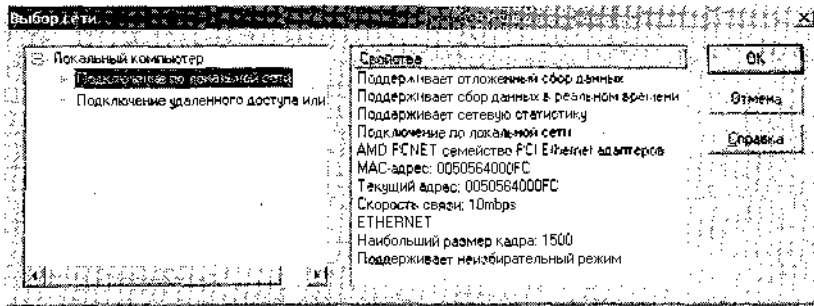 Выбор сети
Локальный компьютер
Подключение по локальной сети
Подключение удаленного доступа или
Свойства
Поддерживает отложенный сбор данных
Поддерживает сбор данных в реальном времени
Поддерживает сетевую статистику
Подключение по локальной сети
AMD PCNET семейство PCI Ethernet адаптеров
MAC-адрес: 0050564000FC
Текущий адрес: 0050564000FC
Скорость связи: 10mbps
ETHERNET
Наибольший размер кадра: 1500
Поддерживает неизбирательный режим
OK
Отмена
Справка